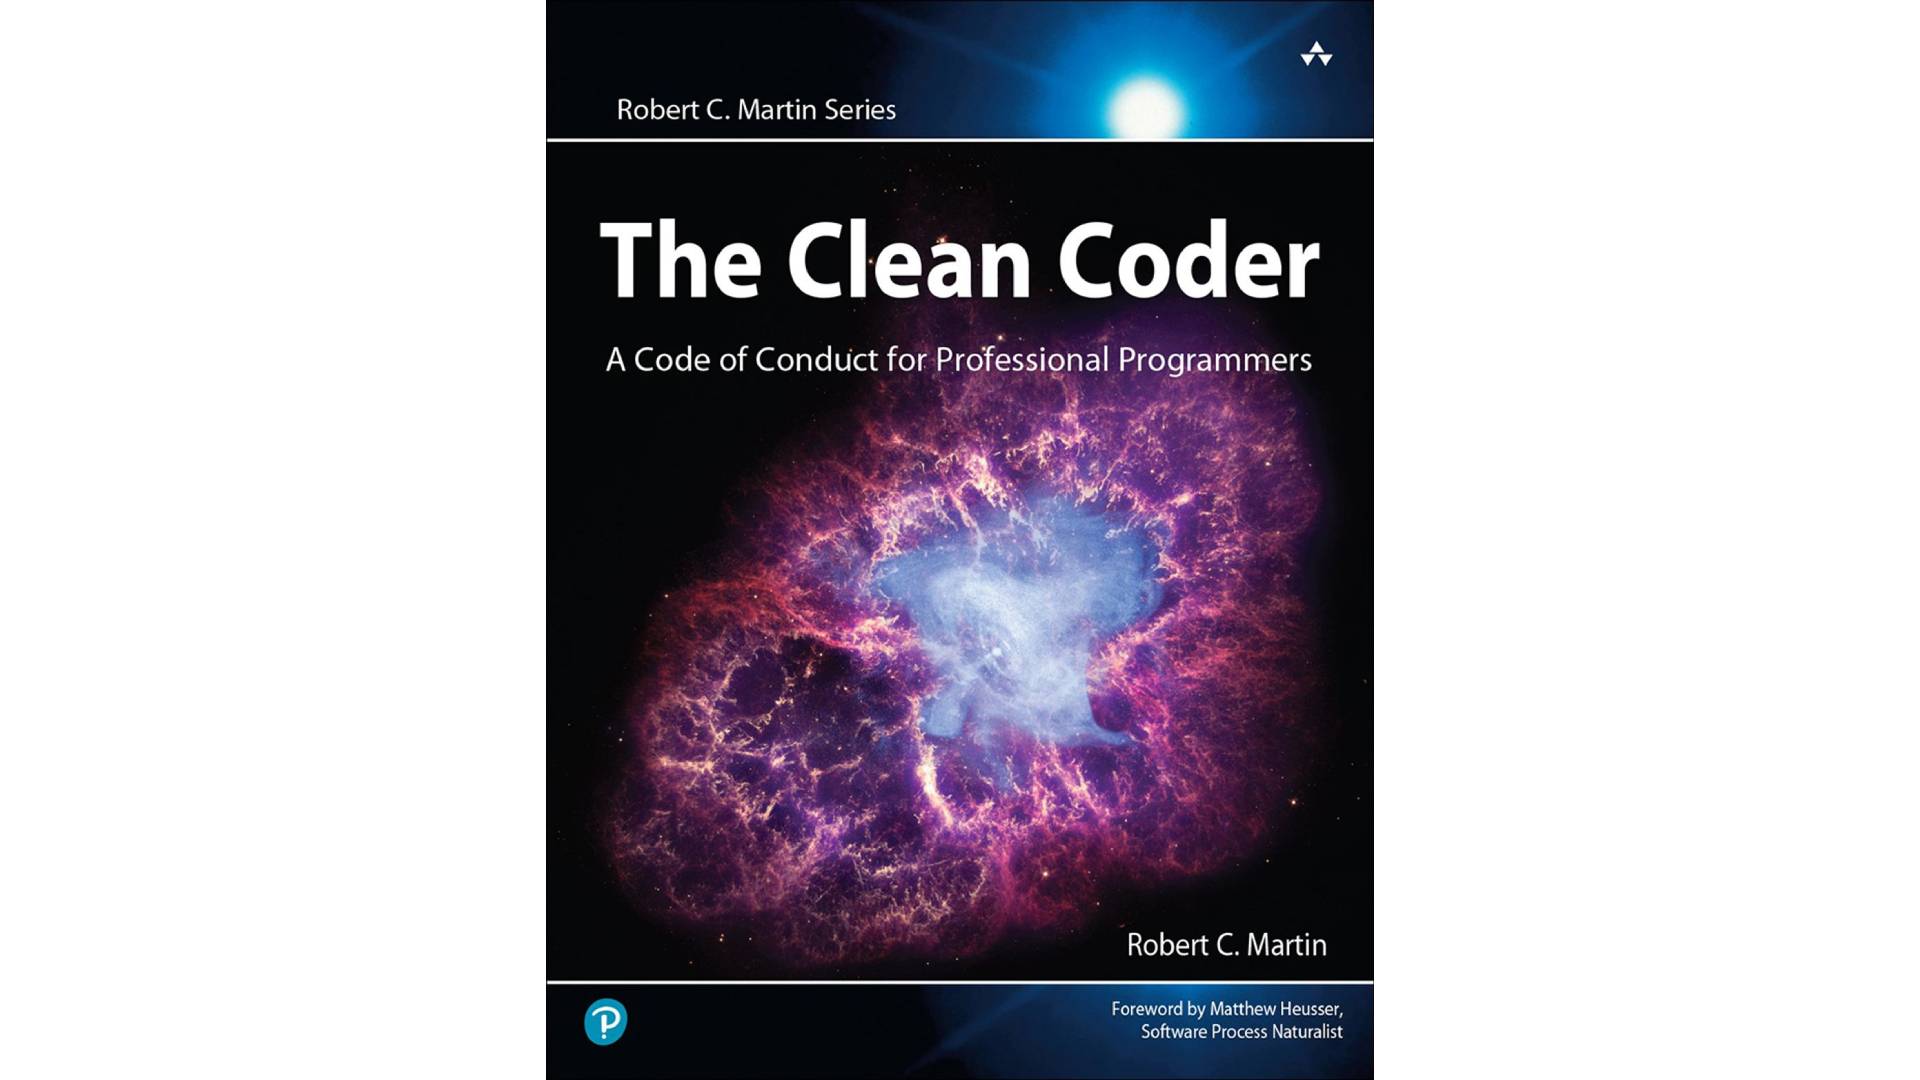 Robert C. Martin Series
The Clean Coder
A Code of Conduct for Professional Programmers
Robert C. Martin
Foreword by Matthew Heusser,
Software Process Naturalist